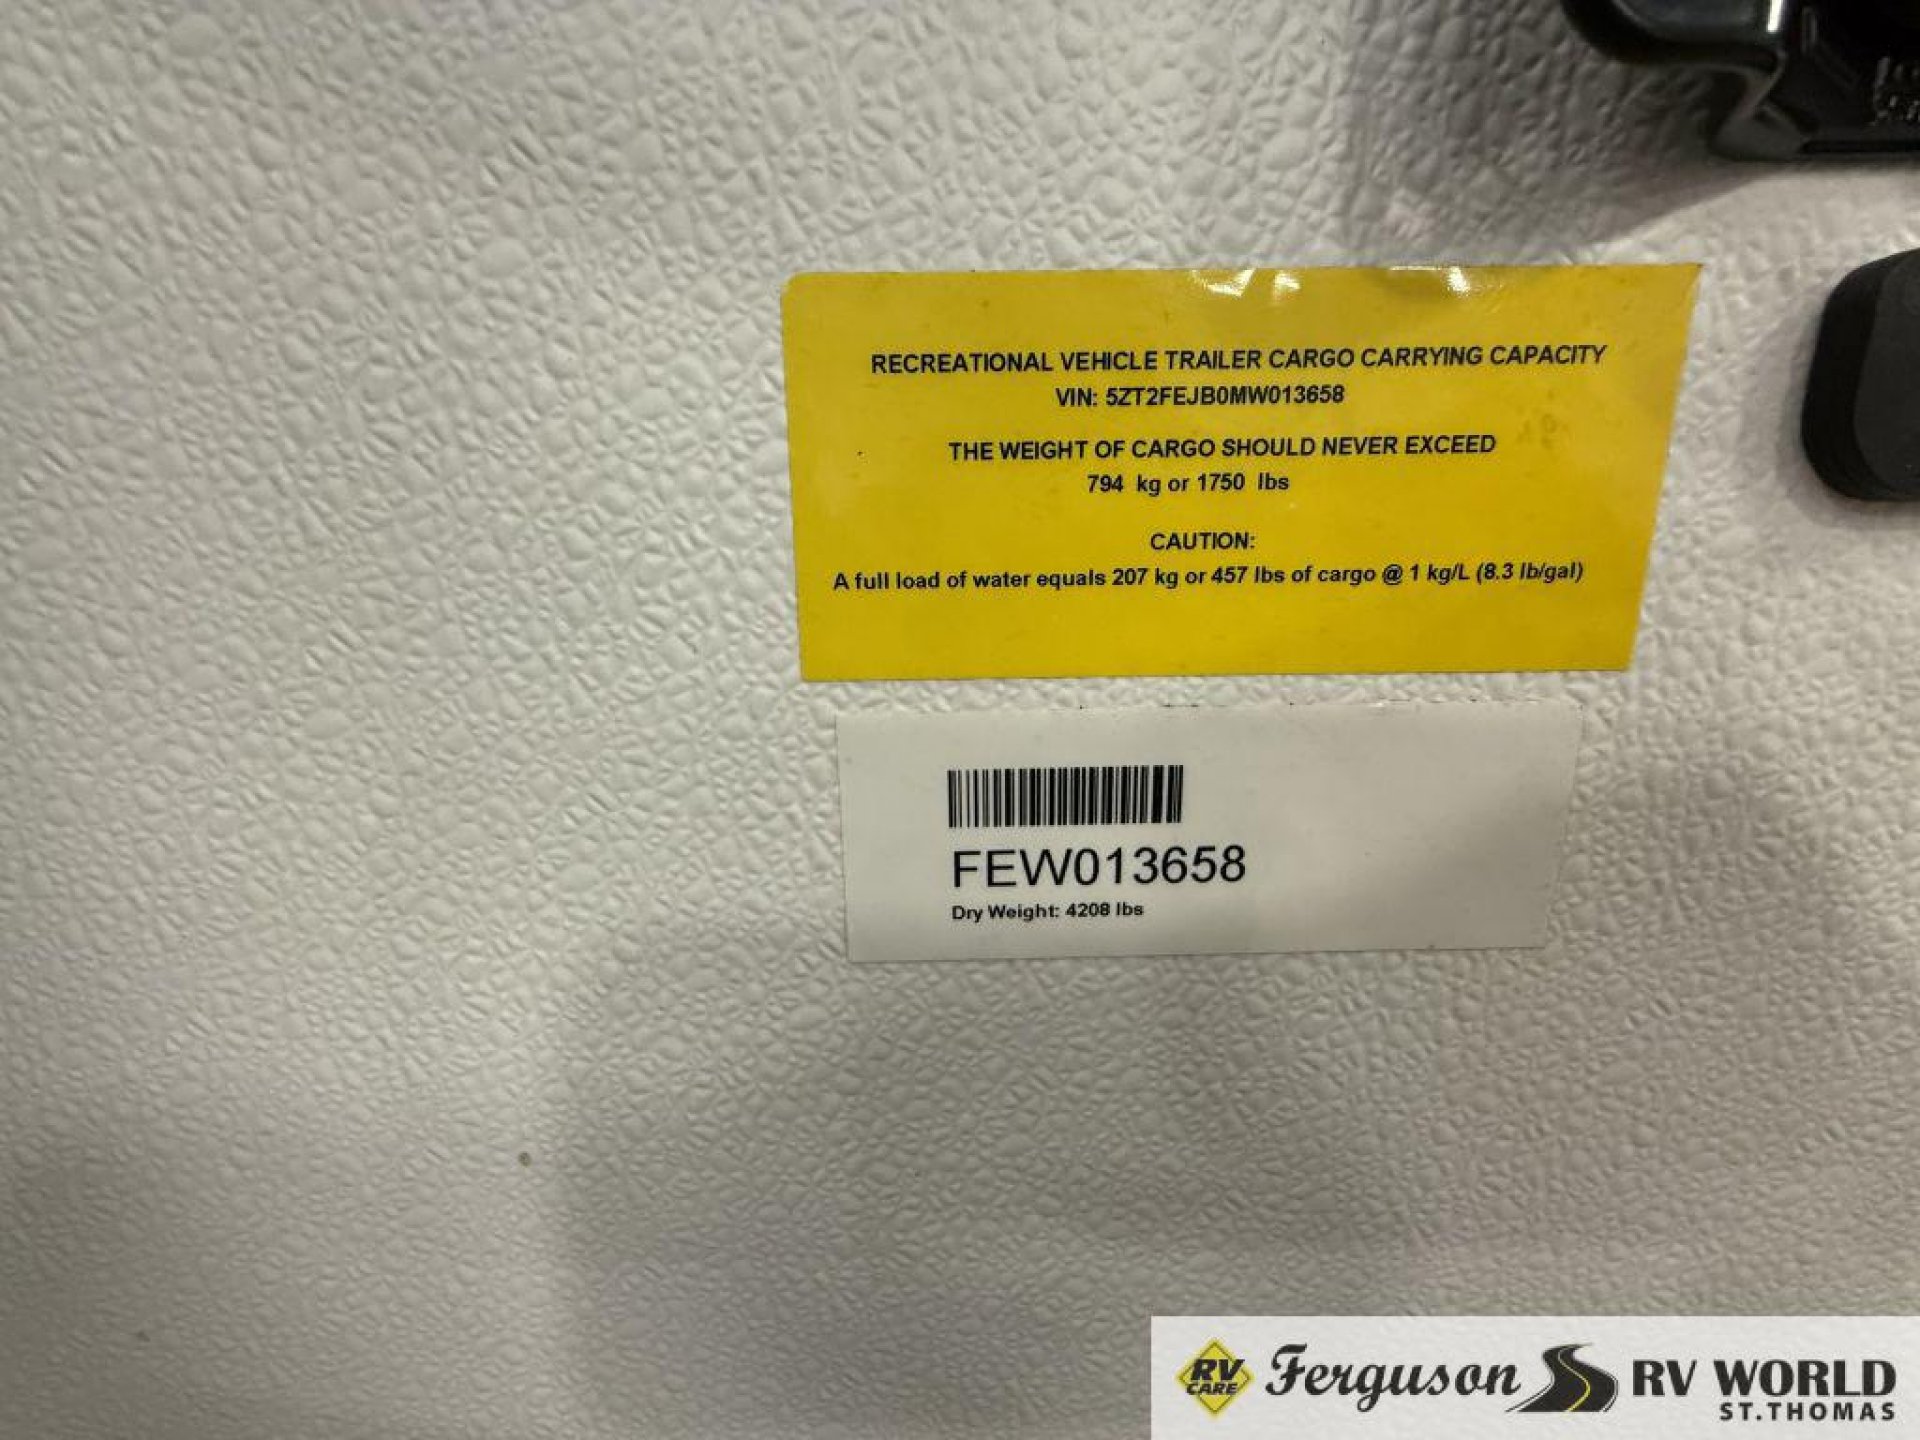 RECREATIONAL VEHICLE TRAILER CARGO CARRYING CAPACITY
VIN: 5ZT2FEJB0MW013658
THE WEIGHT OF CARGO SHOULD NEVER EXCEED
794 kg or 1750 lbs
CAUTION:
A full load of water equals 207 kg or 457 lbs of cargo @ 1 kg/L (8.3 lb/gal)
FEW013658
Dry Weight: 4208 lbs
RV CARE Ferguson RV WORLD
ST.THOMAS